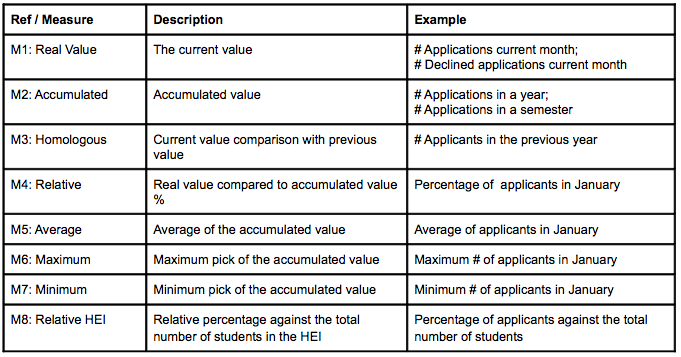 Ref / Measure Description Example
M1: Real Value The current value # Applications current month;
# Declined applications current month
M2: Accumulated Accumulated value # Applications in a year;
# Applications in a semester
M3: Homologous Current value comparison with previous # Applicants in the previous year
value
M4: Relative Real value compared to accumulated value Percentage of applicants in January
%
M5: Average Average of the accumulated value Average of applicants in January
M6: Maximum Maximum pick of the accumulated value Maximum # of applicants in January
M7: Minimum Minimum pick of the accumulated value Minimum # of applicants in January
M8: Relative HEI Relative percentage against the total Percentage of applicants against the total
number of students in the HEI number of students